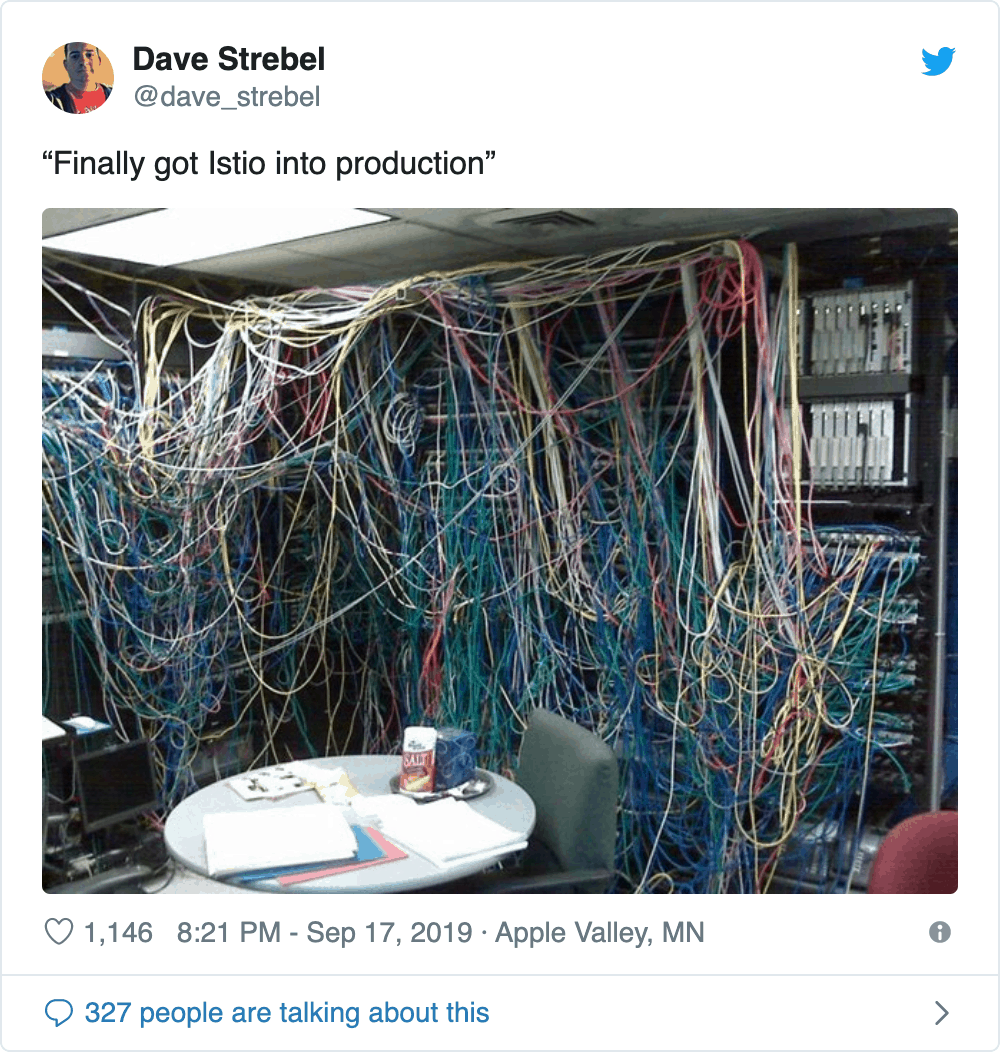 Dave Strebel
@dave_strebel
“Finally got Istio into production”
SALT
1,146 8:21 PM - Sep 17, 2019 · Apple Valley, MN
327 people are talking about this